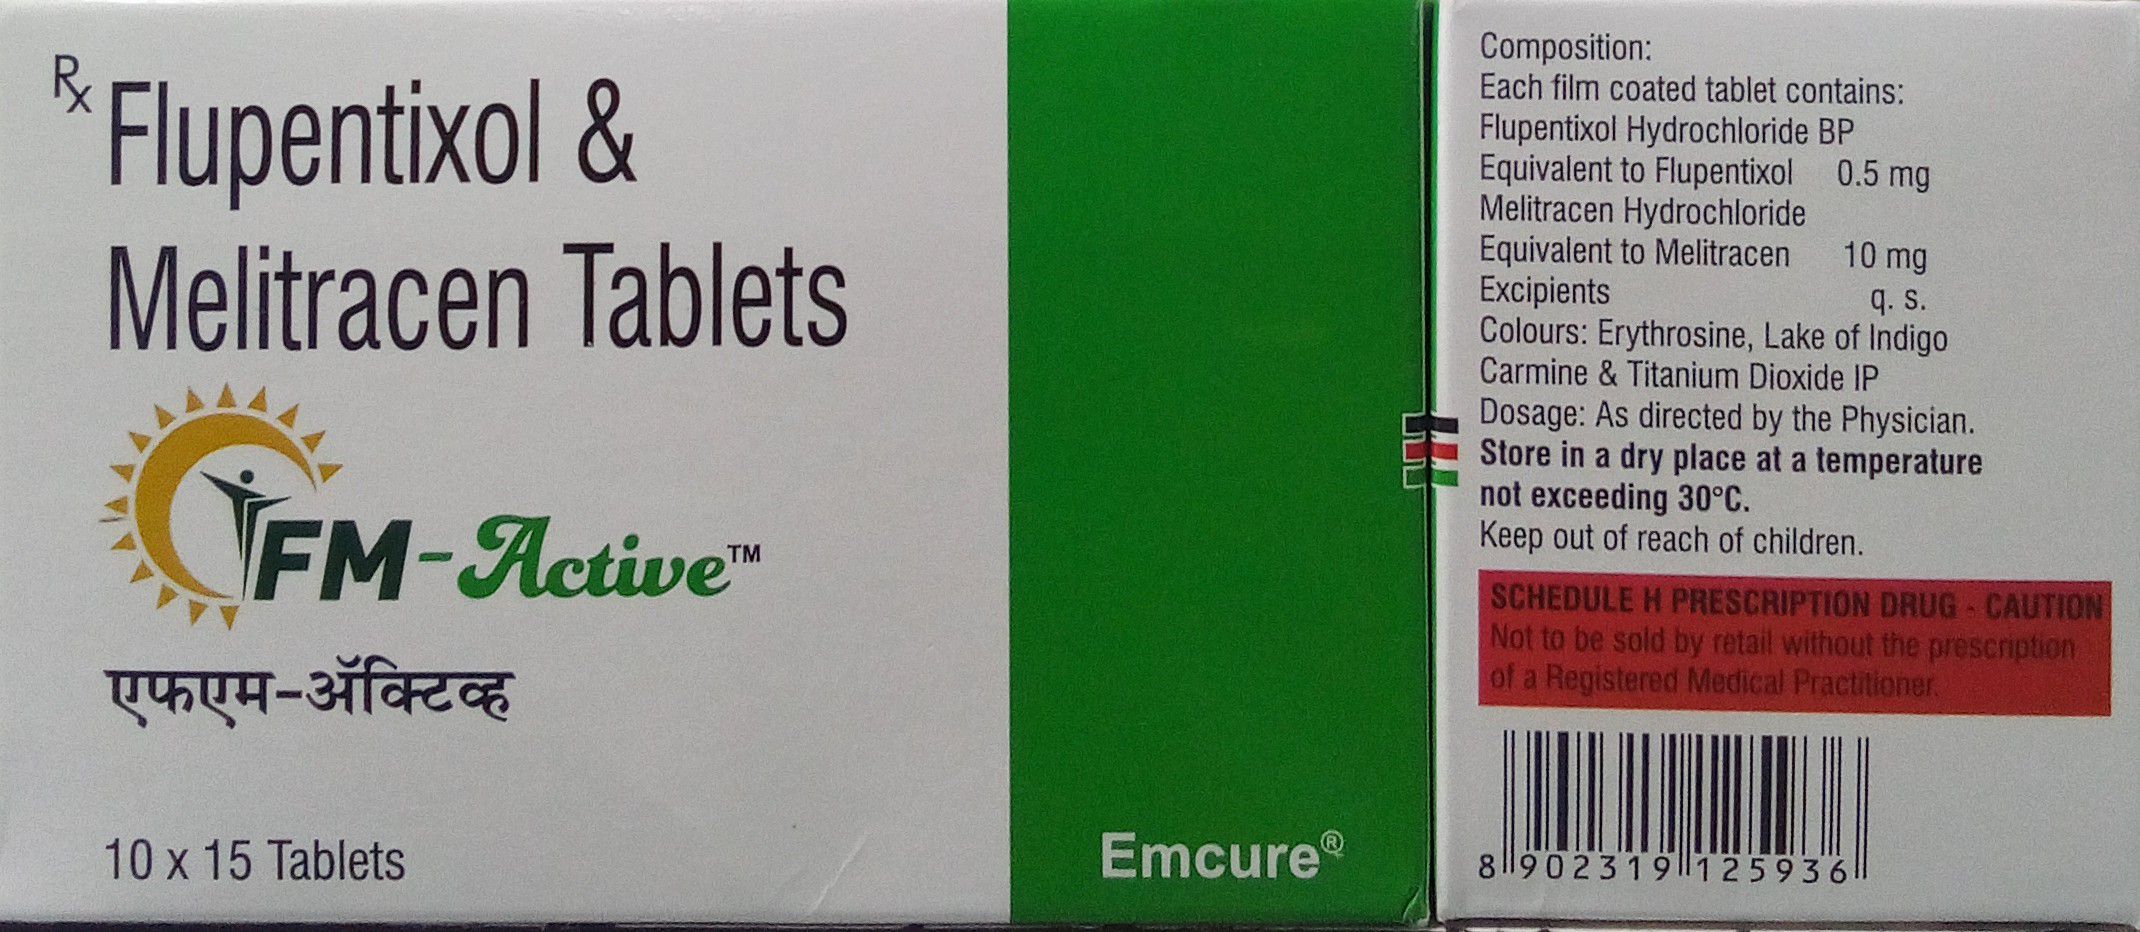 Rx Flupentixol &
Melitracen Tablets
FM-Active™
एफएम-ॲक्टिव्ह
10 x 15 Tablets
Emcure®
Composition:
Each film coated tablet contains:
Flupentixol Hydrochloride BP
Equivalent to Flupentixol 0.5 mg
Melitracen Hydrochloride
Equivalent to Melitracen 10 mg
Excipients q. s.
Colours: Erythrosine, Lake of Indigo
Carmine & Titanium Dioxide IP
Dosage: As directed by the Physician.
Store in a dry place at a temperature
not exceeding 30°C.
Keep out of reach of children.
SCHEDULE H PRESCRIPTION DRUG - CAUTION
Not to be sold by retail without the prescription
of a Registered Medical Practitioner.
8 902319 125936